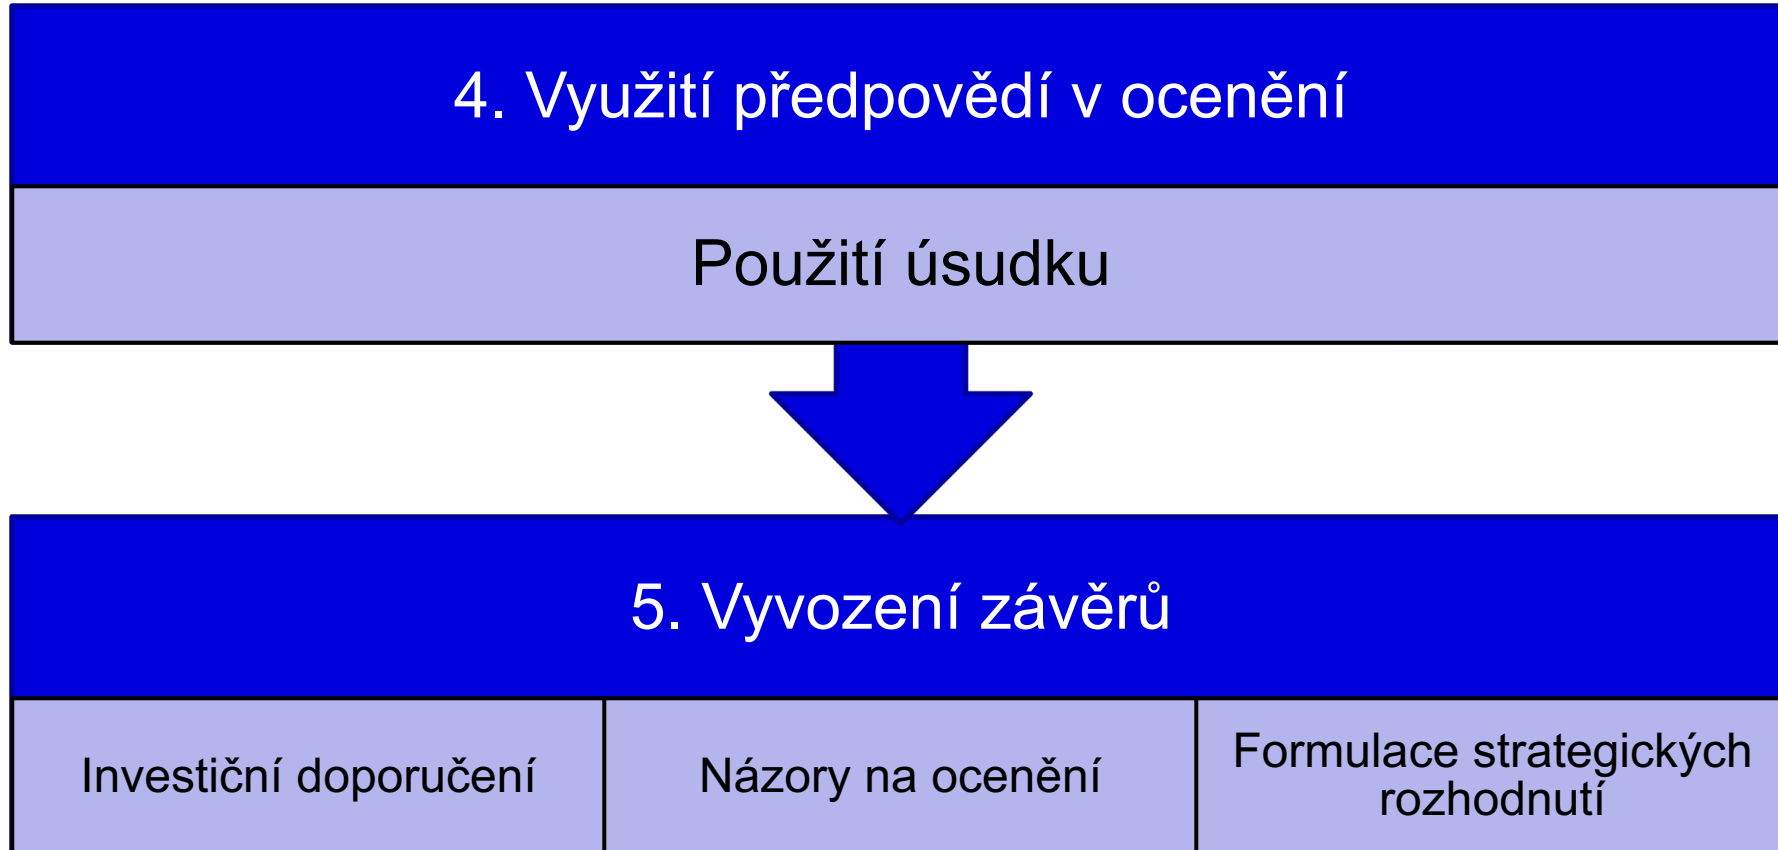 4. Využití předpovědí v ocenění
Použití úsudku
5. Vyvození závěrů
Investiční doporučení
Názory na ocenění
Formulace strategických
rozhodnutí